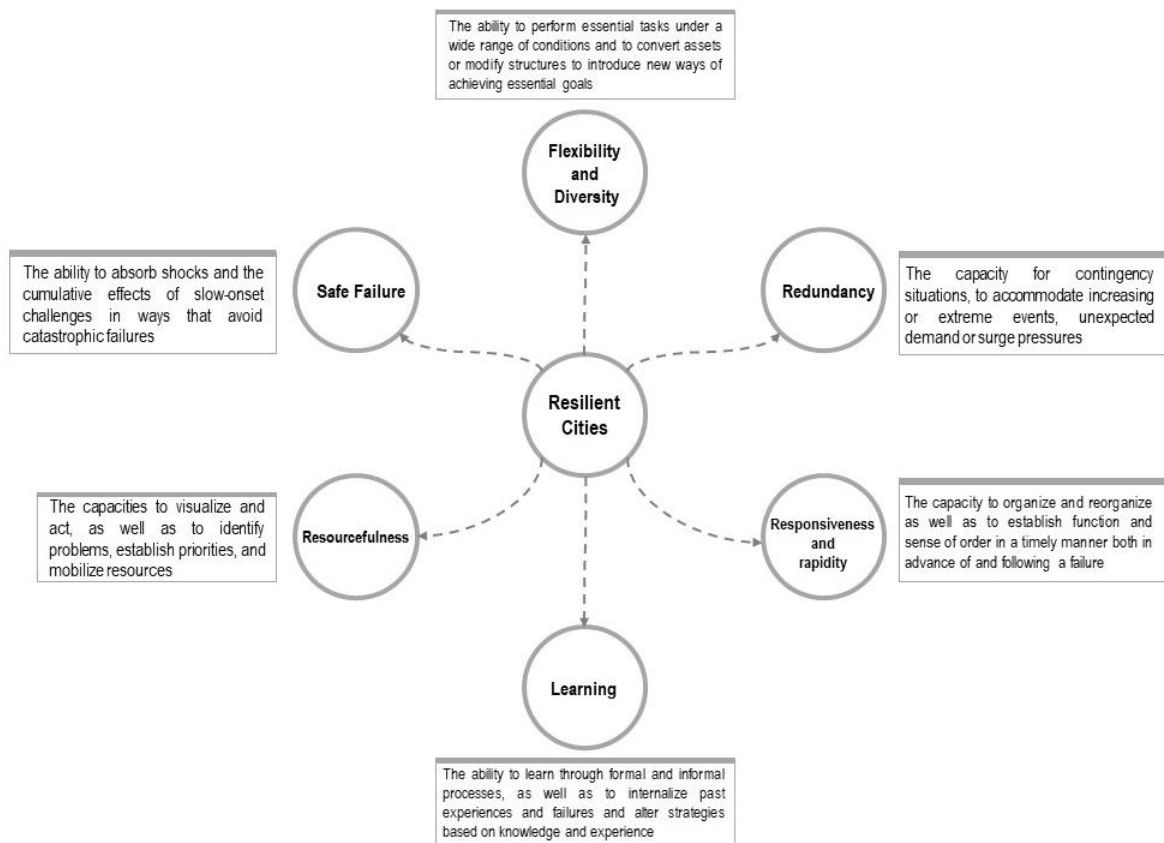 The ability to perform essential tasks under a
wide range of conditions and to convert assets
or modify structures to introduce new ways of
achieving essential goals
Flexibility
and
Diversity
The ability to absorb shocks and the
cumulative effects of slow-onset
challenges in ways that avoid
catastrophic failures
Safe Failure
Redundancy
The capacity for contingency
situations, to accommodate increasing
or extreme events, unexpected
demand or surge pressures
Resilient
Cities
The capacities to visualize and
act, as well as to identify
problems, establish priorities, and
mobilize resources
Resourcefulness
Responsiveness
and
rapidity
The capacity to organize and reorganize
as well as to establish function and
sense of order in a timely manner both in
advance of and following a failure
Learning
The ability to learn through formal and informal
processes, as well as to internalize past
experiences and failures and alter strategies
based on knowledge and experience